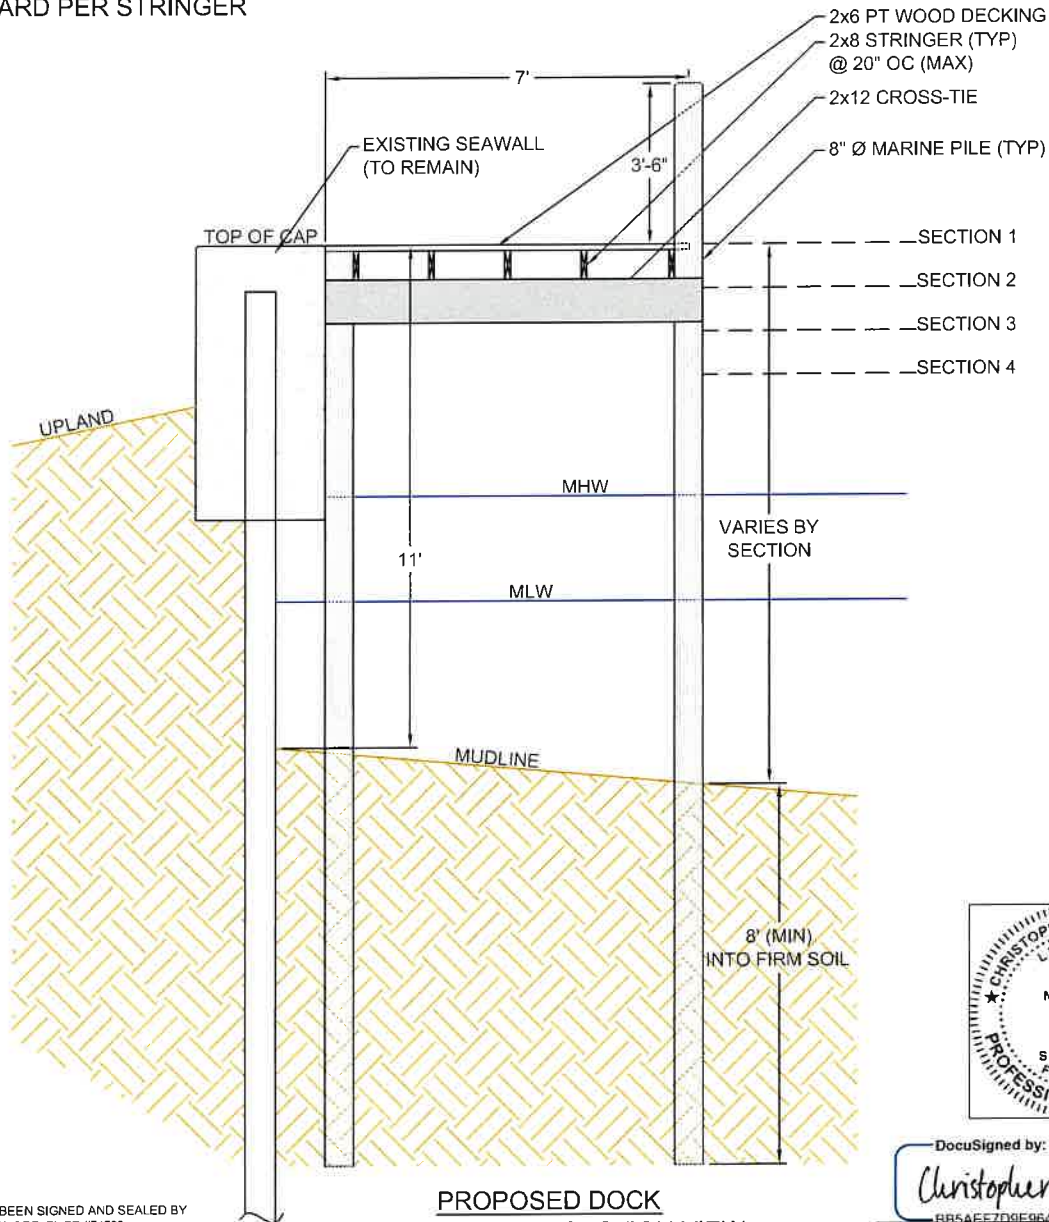 ARD PER STRINGER
2x6 PT WOOD DECKING
2x8 STRINGER (TYP)
@ 20" OC (MAX)
2x12 CROSS-TIE
8" Ø MARINE PILE (TYP)
7'
3'-6"
EXISTING SEAWALL
(TO REMAIN)
TOP OF CAP
SECTION 1
SECTION 2
SECTION 3
SECTION 4
UPLAND
MHW
VARIES BY
SECTION
11'
MLW
MUDLINE
8' (MIN)
INTO FIRM SOIL
CHRISTOP
PROFESSI
DocuSigned by:
Christopher
PROPOSED DOCK
BEEN SIGNED AND SEALED BY